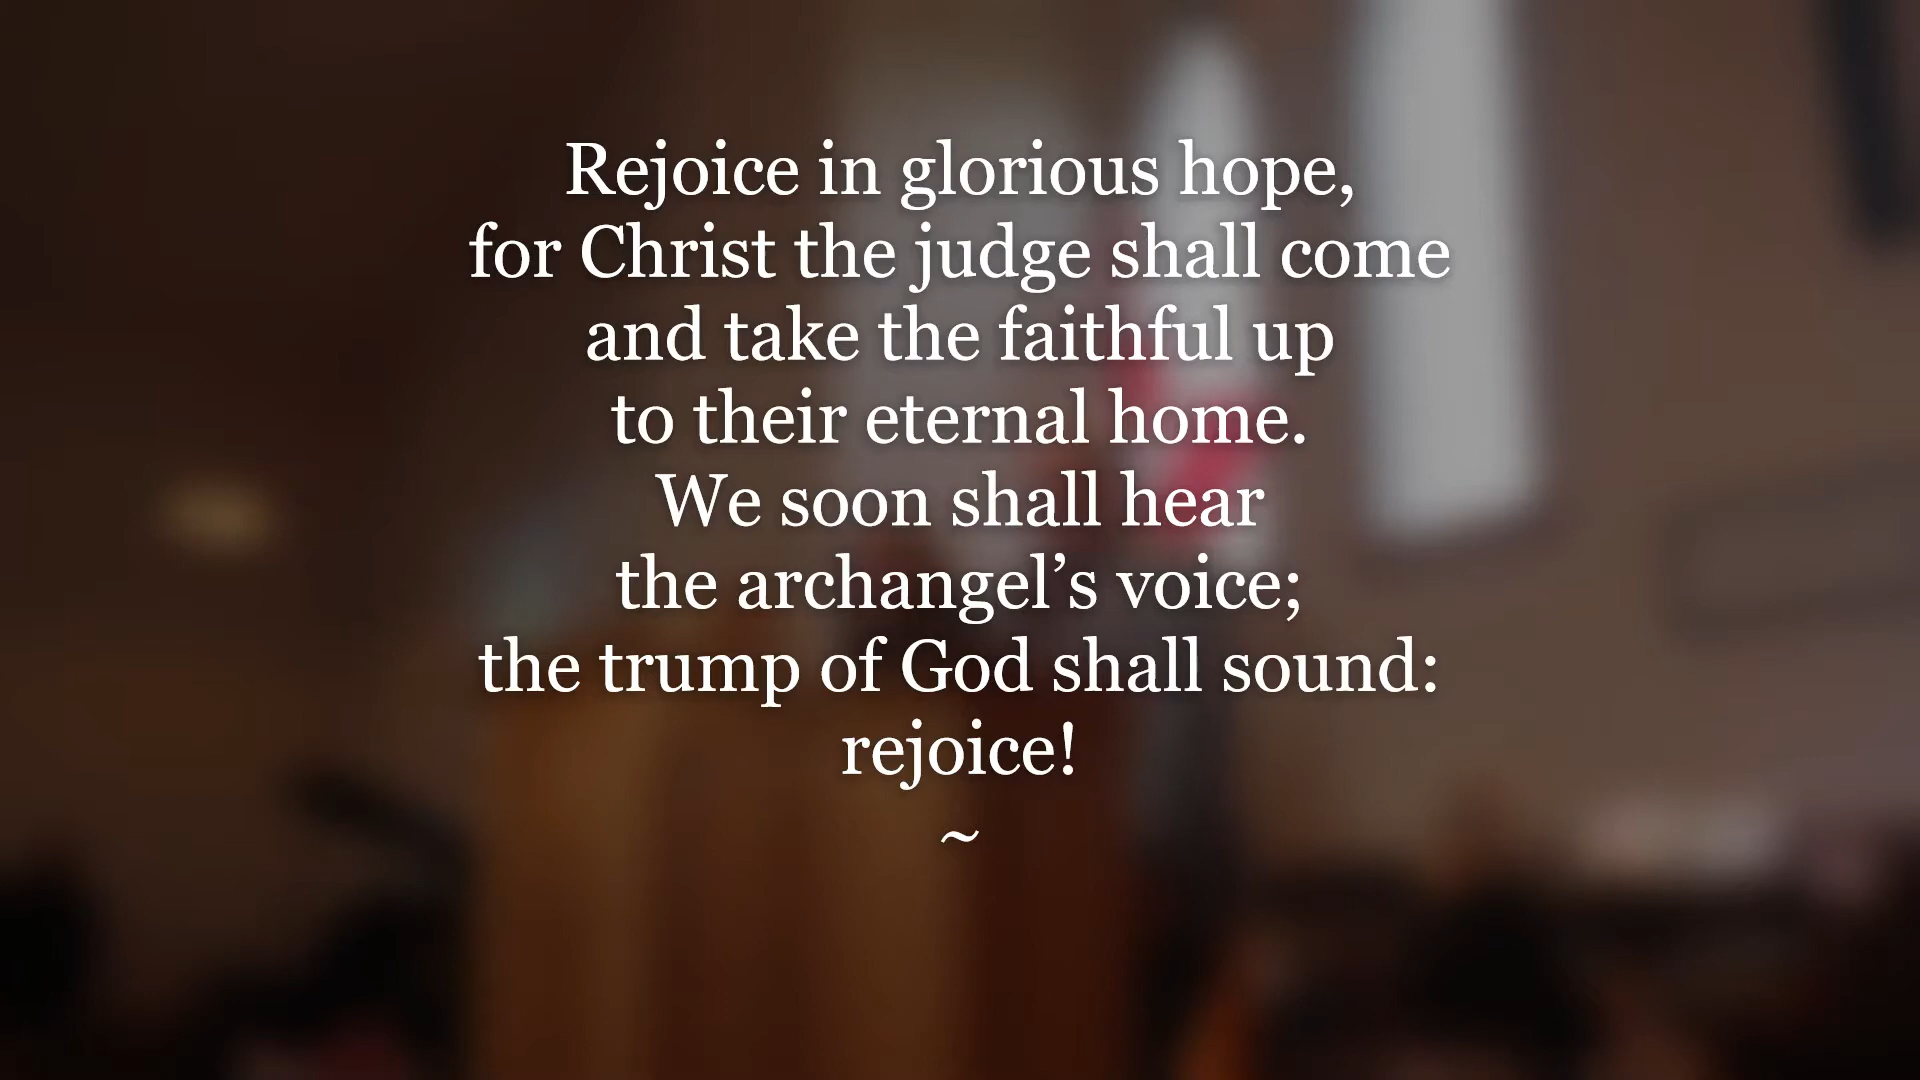 Rejoice in glorious hope,
for Christ the judge shall come
and take the faithful up
to their eternal home.
We soon shall hear
the archangel’s voice;
the trump of God shall sound:
rejoice!
~